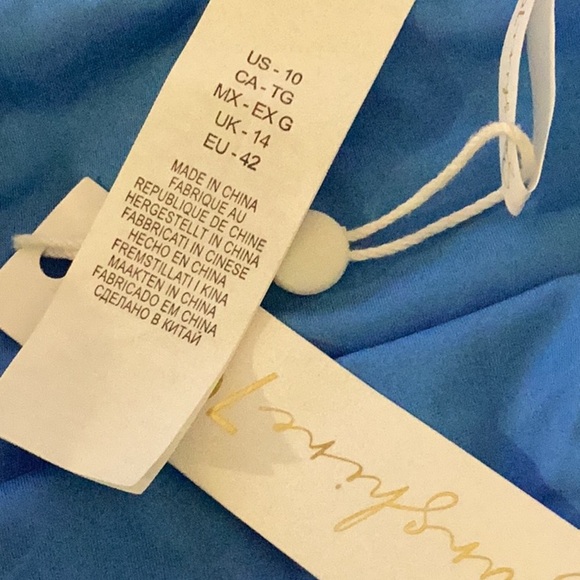 US - 10
CA - TG
MX - EX G
UK - 14
EU - 42
MADE IN CHINA
FABRIQUE AU
REPUBLIQUE DE CHINE
HERGESTELLT IN CHINA
FABBRICATI IN CINESE
HECHO EN CHINA
FREMSTILLATI I KINA
MAAKTEN IN CHINA
FABRICADO EM CHINA
СДЕЛАНО В КИТАЙ